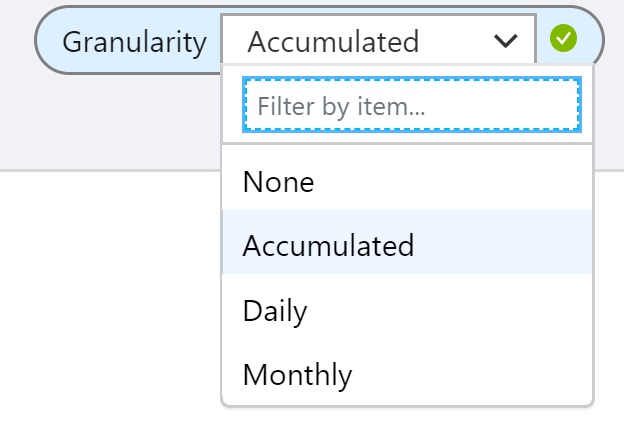 Granularity Accumulated
Filter by item...
None
Accumulated
Daily
Monthly